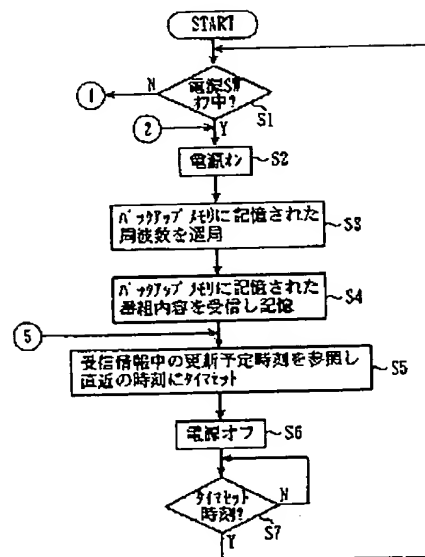 START
電源SW
オフ中?
N
S1
1
2
Y
電源オン
S2
バックアップメモリに記憶された
周波数を選局
S3
バックアップメモリに記憶された
番組内容を受信し記憶
S4
5
受信情報中の更新予定時刻を参照し
直近の時刻にタイマセット
S5
電源オフ
S6
タイマセット
時刻?
N
S7
Y